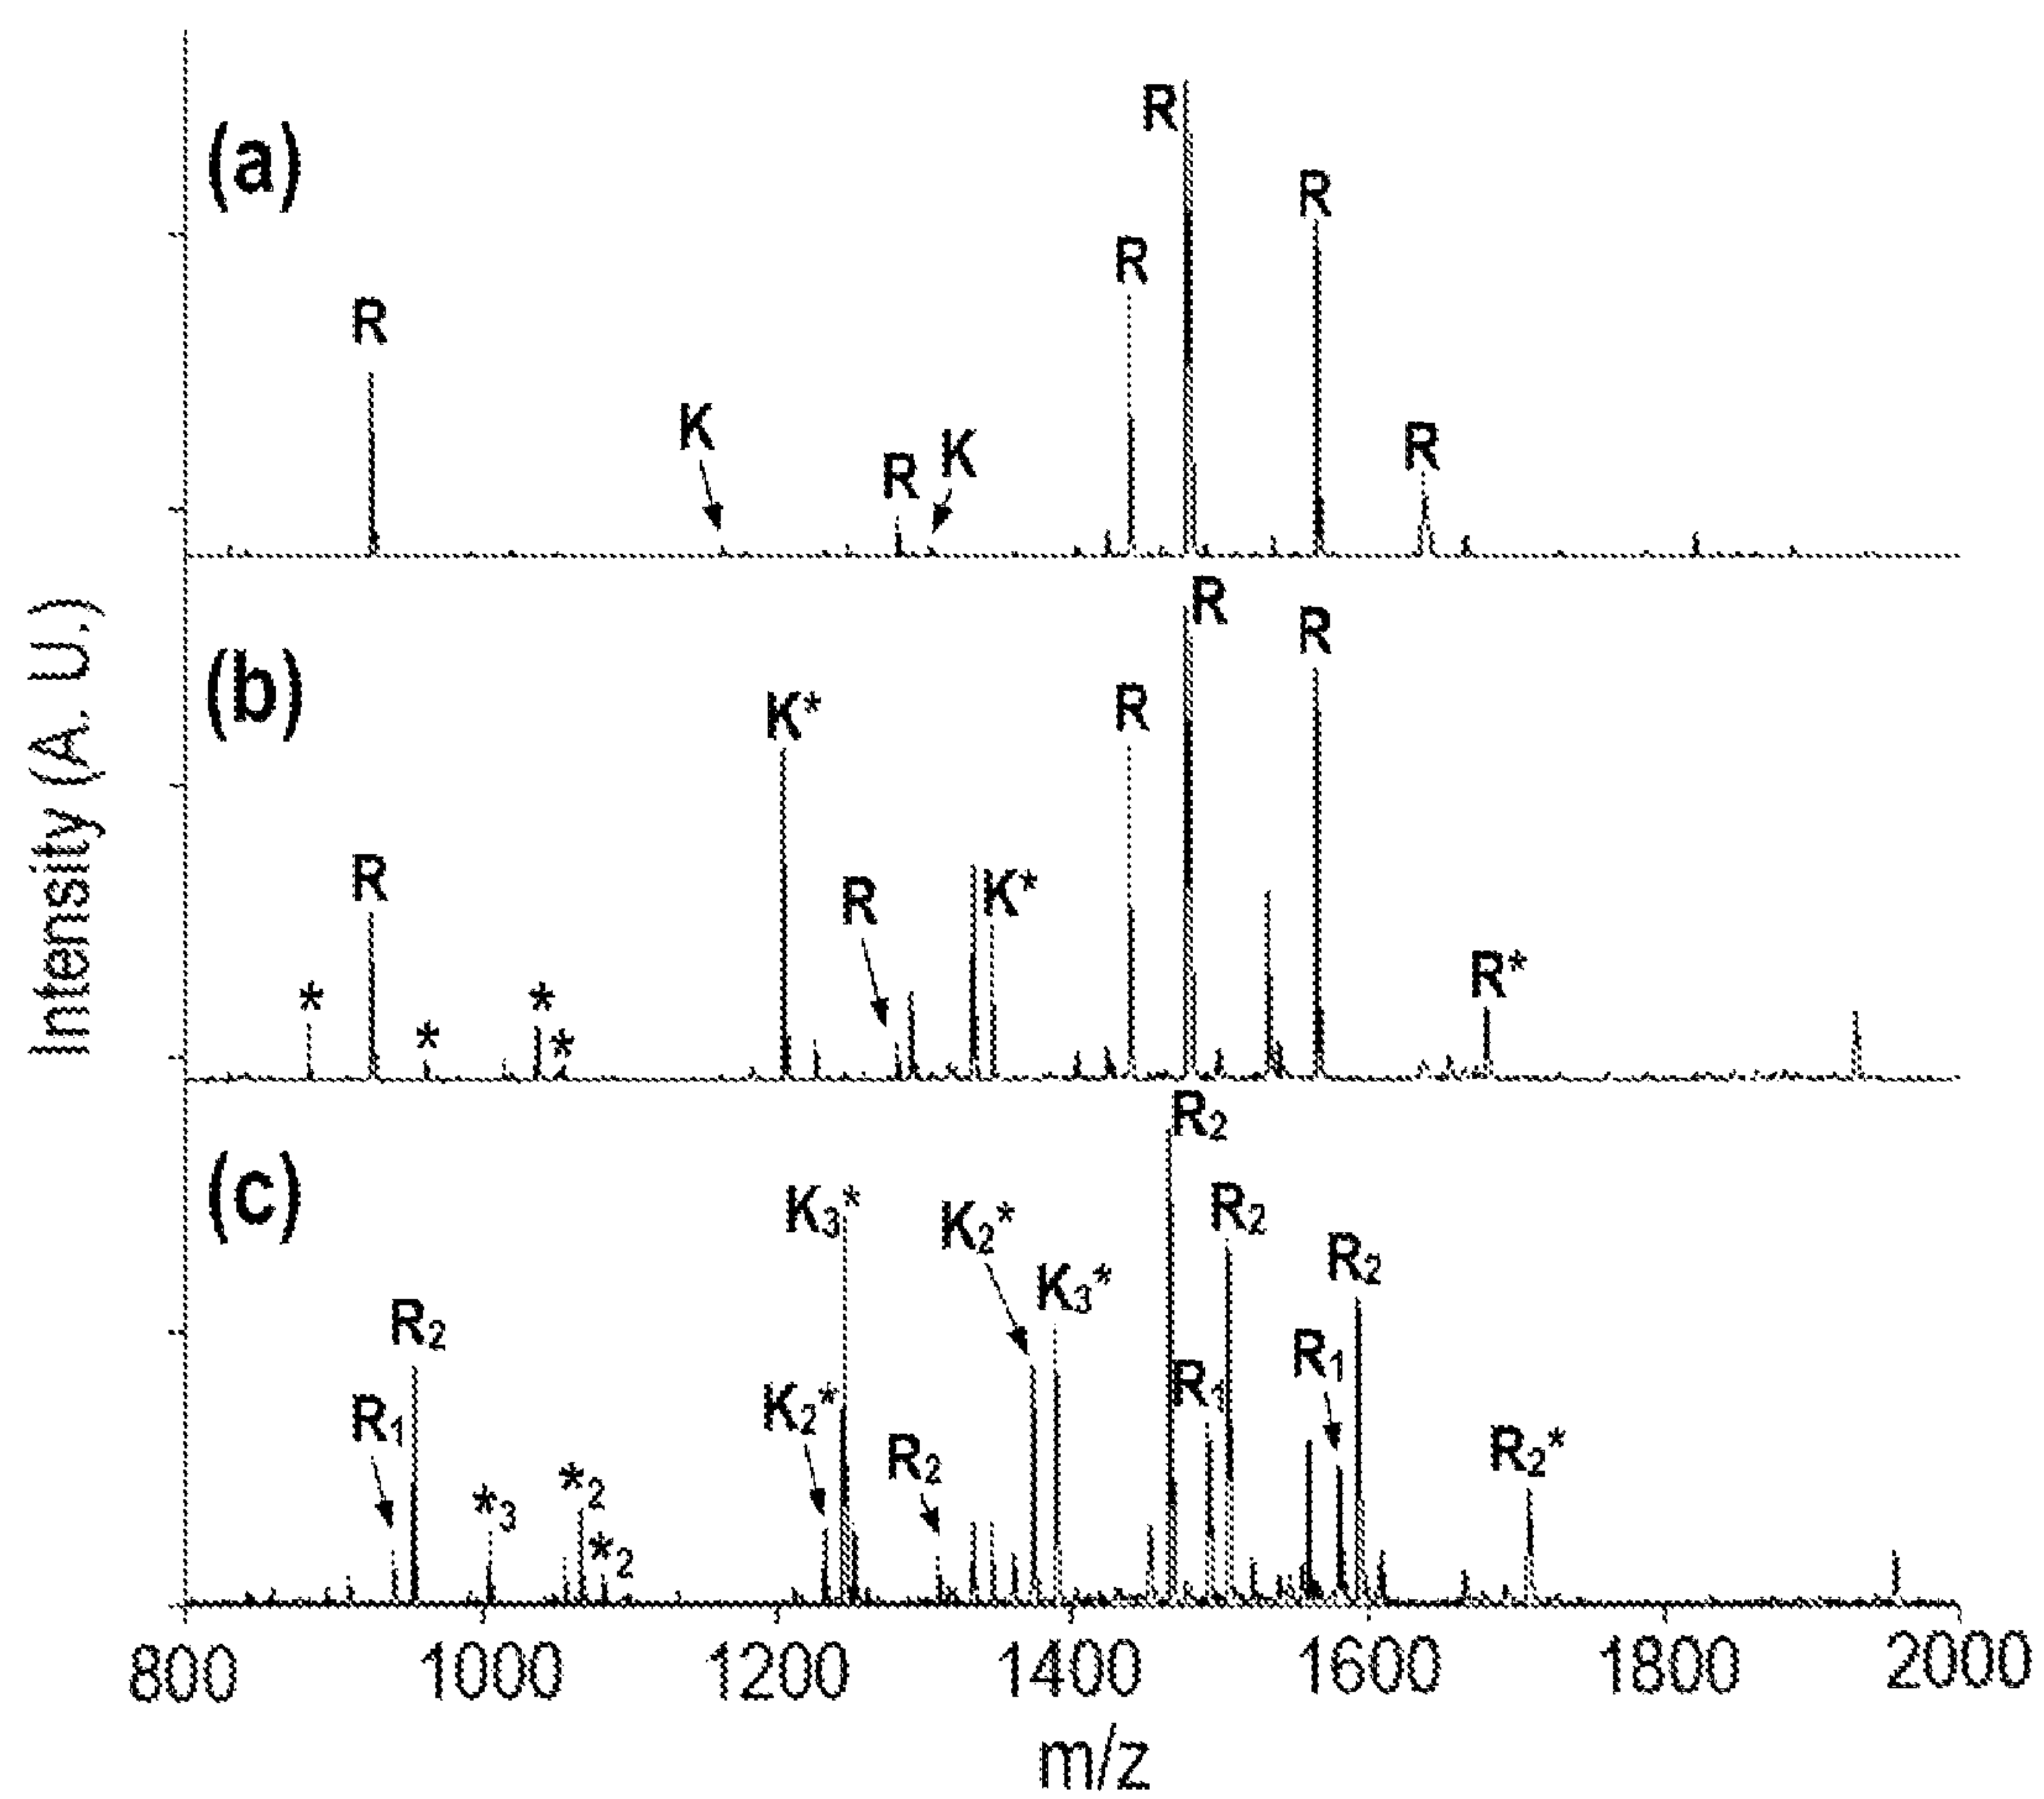 (a)
R
R
R
R
K
R
K
R
(b)
R
R
K*
R
R
K*
R
R*
*
*
*
*
(c)
R₂
K₃*
K₂*
R₂
K₃*
R₂
R₂
R₁
R₁
K₂*
R₁
R₂
R₂*
*₃
*₂
*₂
Intensity (A. U.)
800 1000 1200 1400 1600 1800 2000
m/z